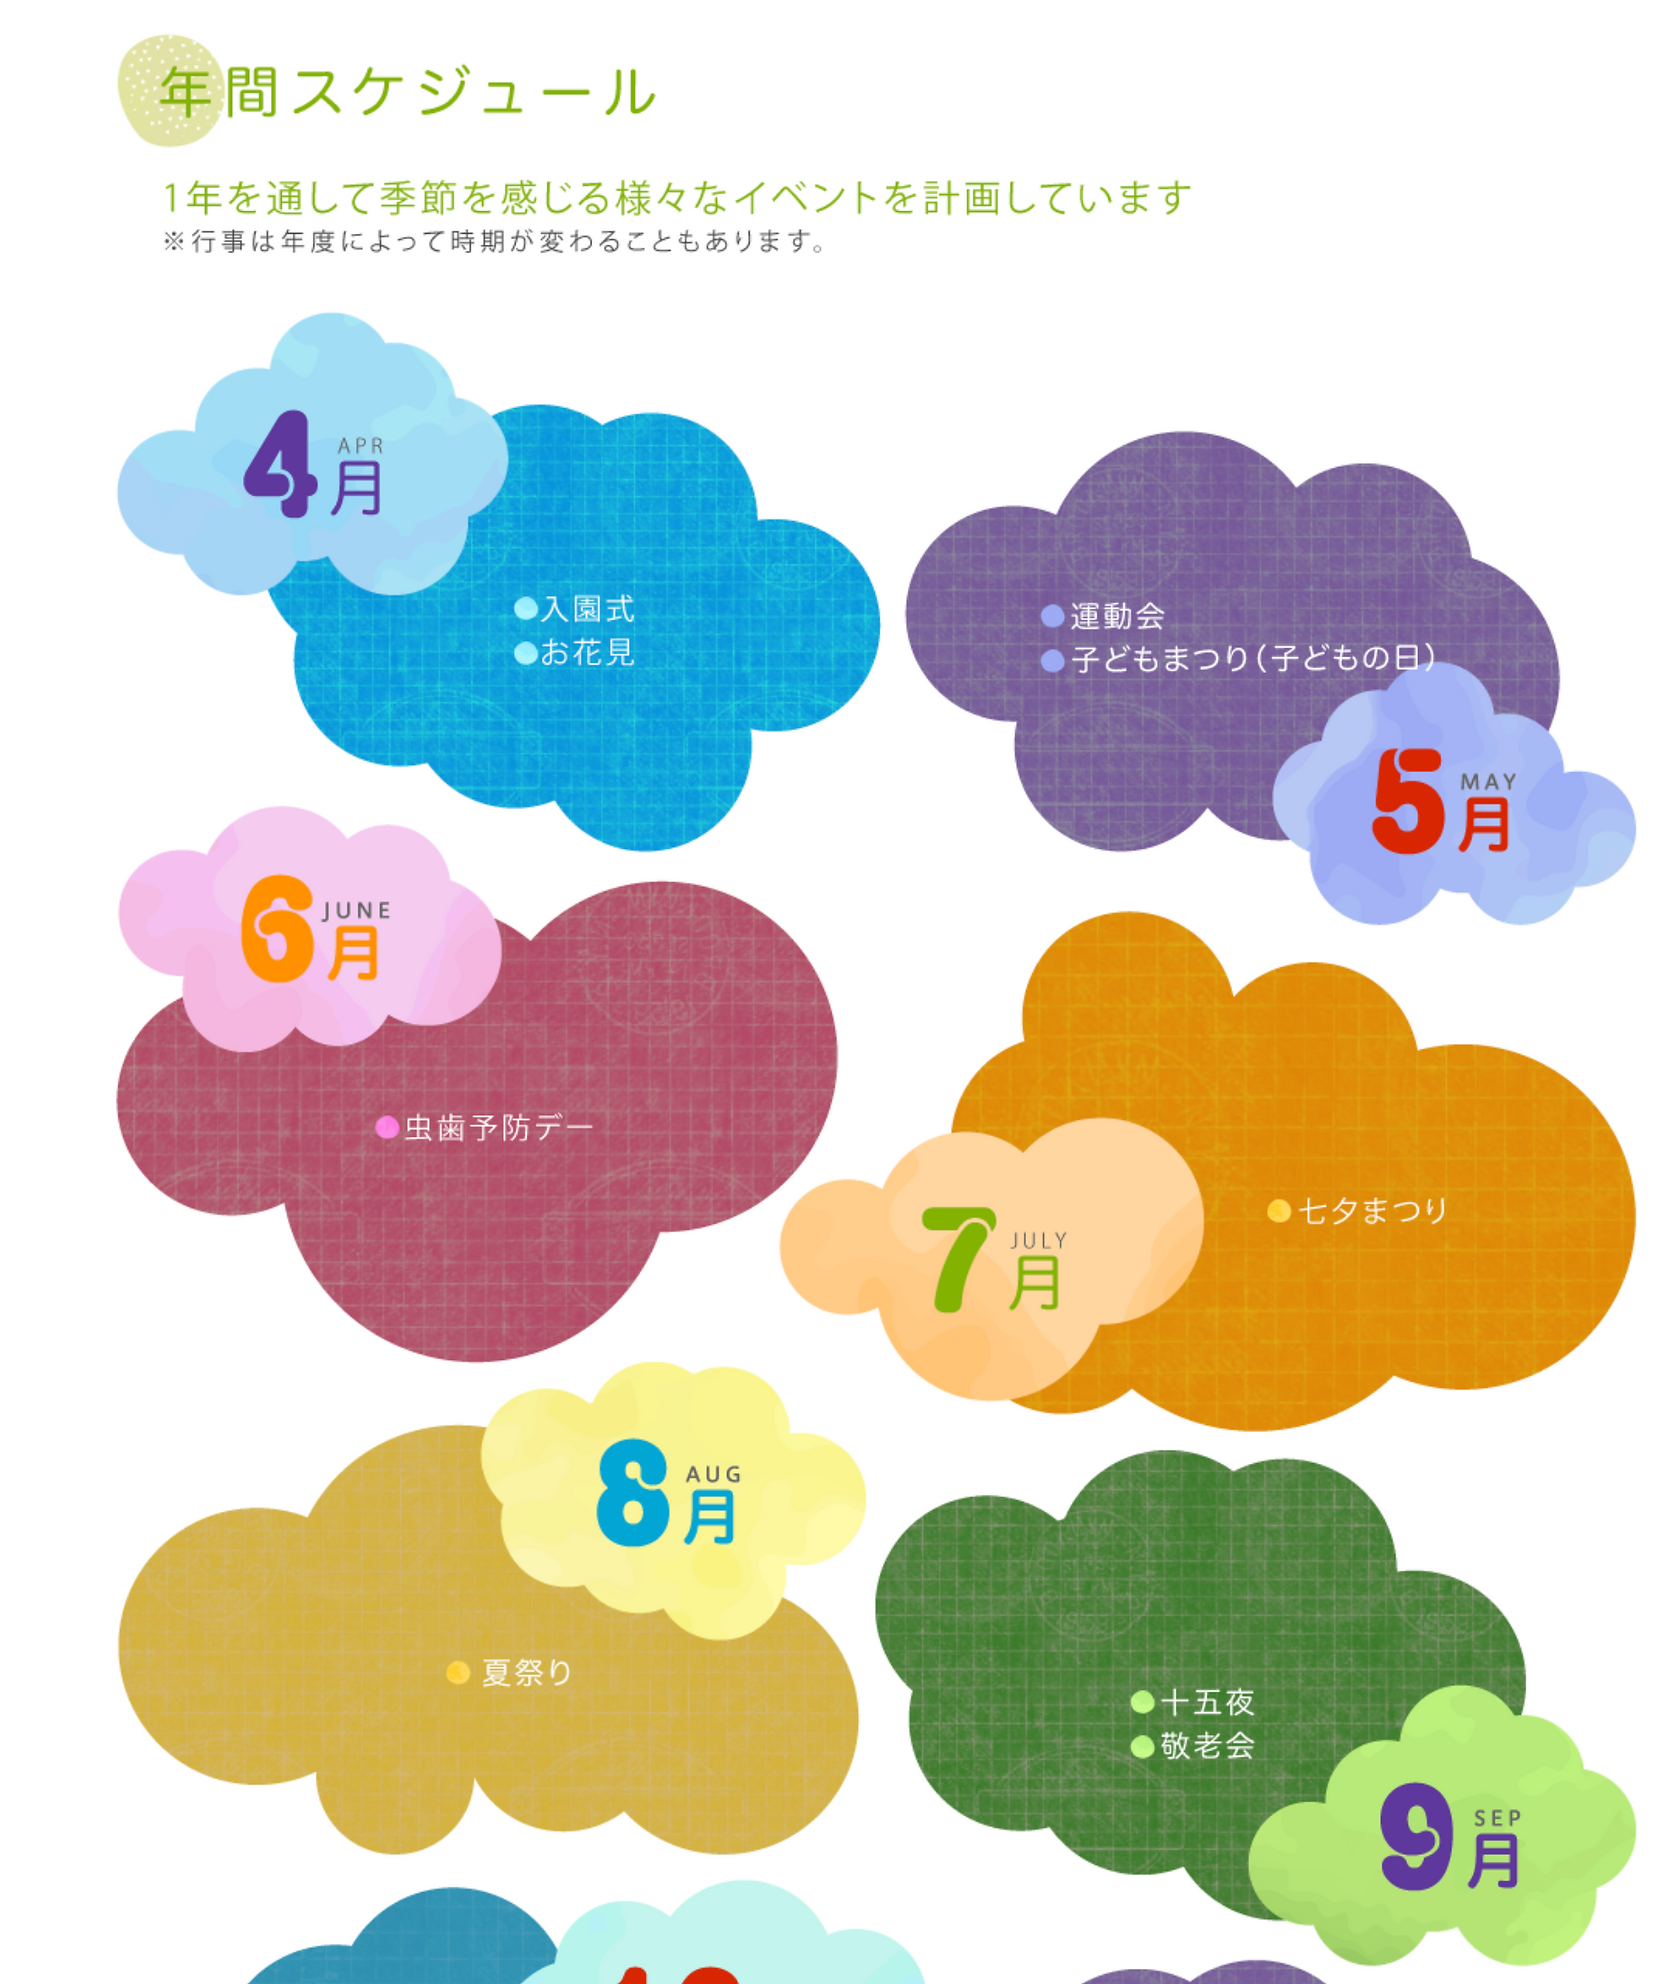 年間スケジュール
1年を通して季節を感じる様々なイベントを計画しています
※行事は年度によって時期が変わることもあります。
4月 APR
●入園式
●お花見
●運動会
●子どもまつり(子どもの日)
5月 MAY
6月 JUNE
●虫歯予防デー
7月 JULY
●七夕まつり
8月 AUG
●夏祭り
●十五夜
●敬老会
9月 SEP